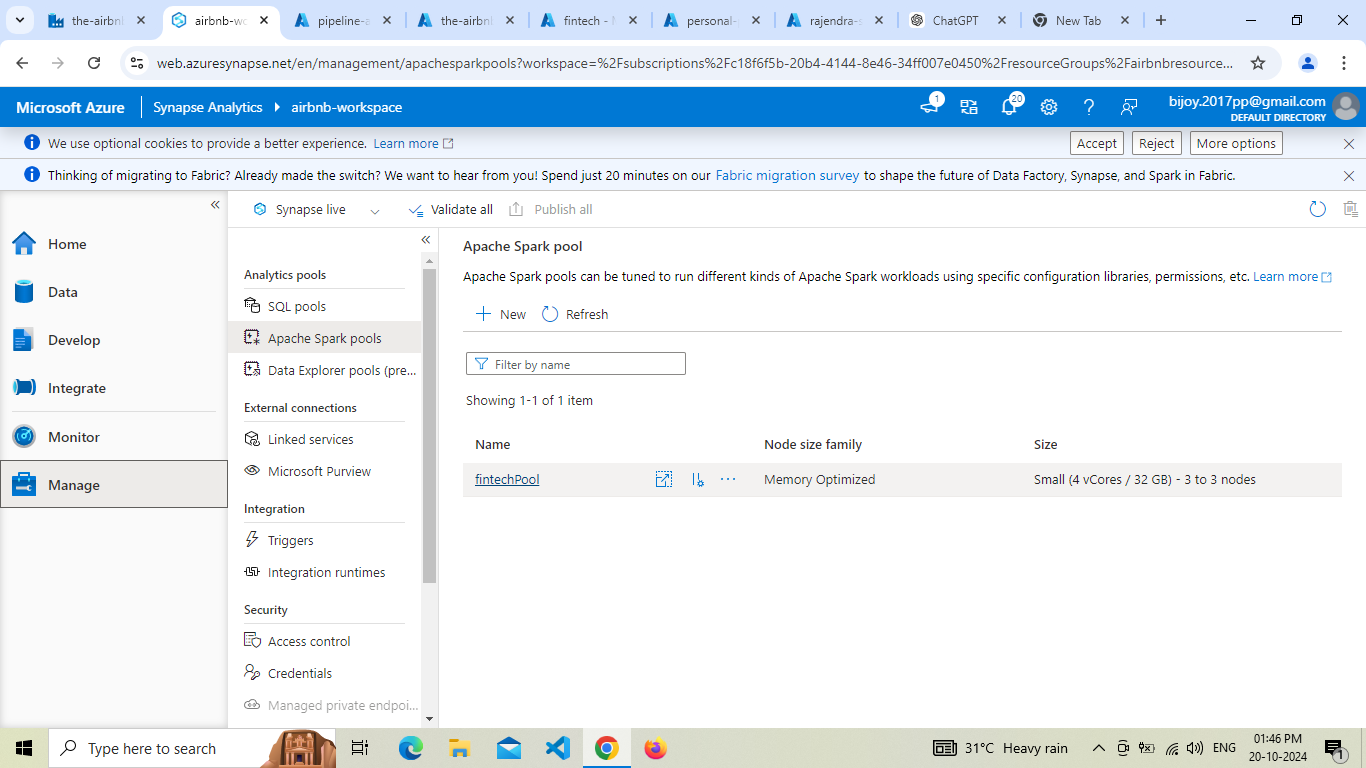 the-airbnb
airbnb-wo
pipeline-a
the-airbnb
fintech - M
personal-
rajendra-s
ChatGPT
New Tab
web.azuresynapse.net/en/management/apachesparkpools?workspace=%2Fsubscriptions%2Fc18f6f5b-20b4-4144-8e46-34ff007e0450%2FresourceGroups%2Fairbnbresource...
Microsoft Azure
Synapse Analytics
airbnb-workspace
1
20
bijoy.2017pp@gmail.com
DEFAULT DIRECTORY
We use optional cookies to provide a better experience. Learn more
Accept
Reject
More options
Thinking of migrating to Fabric? Already made the switch? We want to hear from you! Spend just 20 minutes on our Fabric migration survey to shape the future of Data Factory, Synapse, and Spark in Fabric.
Synapse live
Validate all
Publish all
Home
Data
Develop
Integrate
Monitor
Manage
Analytics pools
SQL pools
Apache Spark pools
Data Explorer pools (pre...
External connections
Linked services
Microsoft Purview
Integration
Triggers
Integration runtimes
Security
Access control
Credentials
Managed private endpoi...
Apache Spark pool
Apache Spark pools can be tuned to run different kinds of Apache Spark workloads using specific configuration libraries, permissions, etc. Learn more
New
Refresh
Filter by name
Showing 1-1 of 1 item
Name Node size family Size
fintechPool Memory Optimized Small (4 vCores / 32 GB) - 3 to 3 nodes
Type here to search
31°C Heavy rain
ENG
01:46 PM
20-10-2024
1